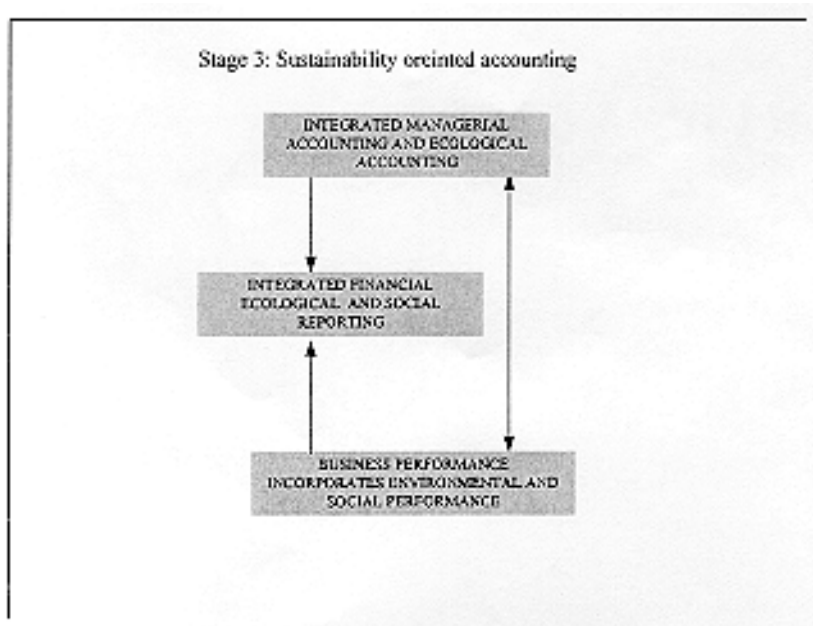 Stage 3: Sustainability oreinted accounting
INTEGRATED MANAGERIAL
ACCOUNTING AND ECOLOGICAL
ACCOUNTING
INTEGRATED FINANCIAL
ECOLOGICAL AND SOCIAL
REPORTING
BUSINESS PERFORMANCE
INCORPORATES ENVIRONMENTAL AND
SOCIAL PERFORMANCE